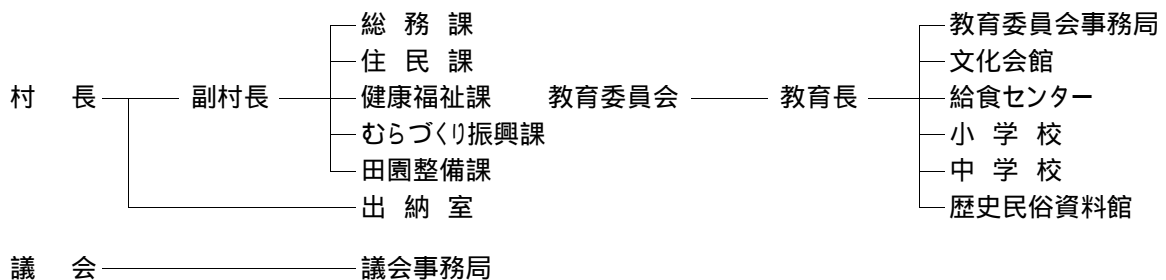 総 務 課
住 民 課
村 長 副村長 健康福祉課
むらづくり振興課
田園整備課
出 納 室
教育委員会 教育長
教育委員会事務局
文化会館
給食センター
小 学 校
中 学 校
歴史民俗資料館
議 会 議会事務局